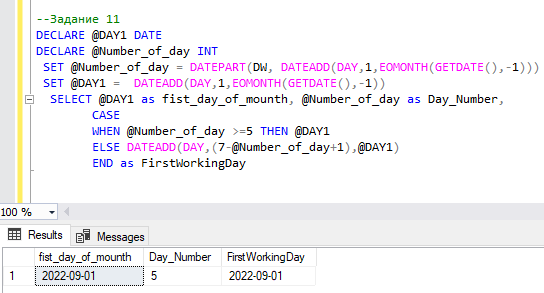 --Задание 11
DECLARE @DAY1 DATE
DECLARE @Number_of_day INT
SET @Number_of_day = DATEPART(DW, DATEADD(DAY,1,EOMONTH(GETDATE(),-1)))
SET @DAY1 =  DATEADD(DAY,1,EOMONTH(GETDATE(),-1))
SELECT @DAY1 as fist_day_of_mounth, @Number_of_day as Day_Number,
CASE
WHEN @Number_of_day >=5 THEN @DAY1
ELSE DATEADD(DAY,(7-@Number_of_day+1),@DAY1)
END as FirstWorkingDay
100 %
Results Messages
fist_day_of_mounth Day_Number FirstWorkingDay
1 2022-09-01 5 2022-09-01